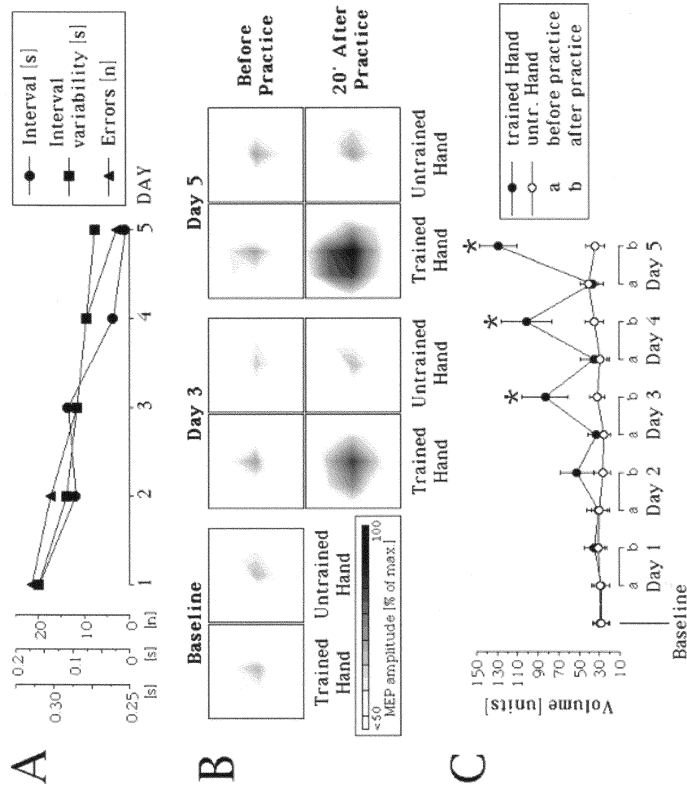 A
[s]
0.30
0.25
[s]
0.2
0.1
0
[n]
20
10
0
1
2
3
4
5
DAY
Interval [s]
Interval
variability [s]
Errors [n]
B
Baseline
Day 3
Day 5
Before
Practice
20' After
Practice
Trained
Hand
Untrained
Hand
Trained
Hand
Untrained
Hand
Trained
Hand
Untrained
Hand
<50
100
MEP amplitude [% of max.]
C
Volume [units]
150
130
110
90
70
50
30
10
* * *
a b a b a b a b a b
Baseline
Day 1
Day 2
Day 3
Day 4
Day 5
trained Hand
untr. Hand
a before practice
b after practice